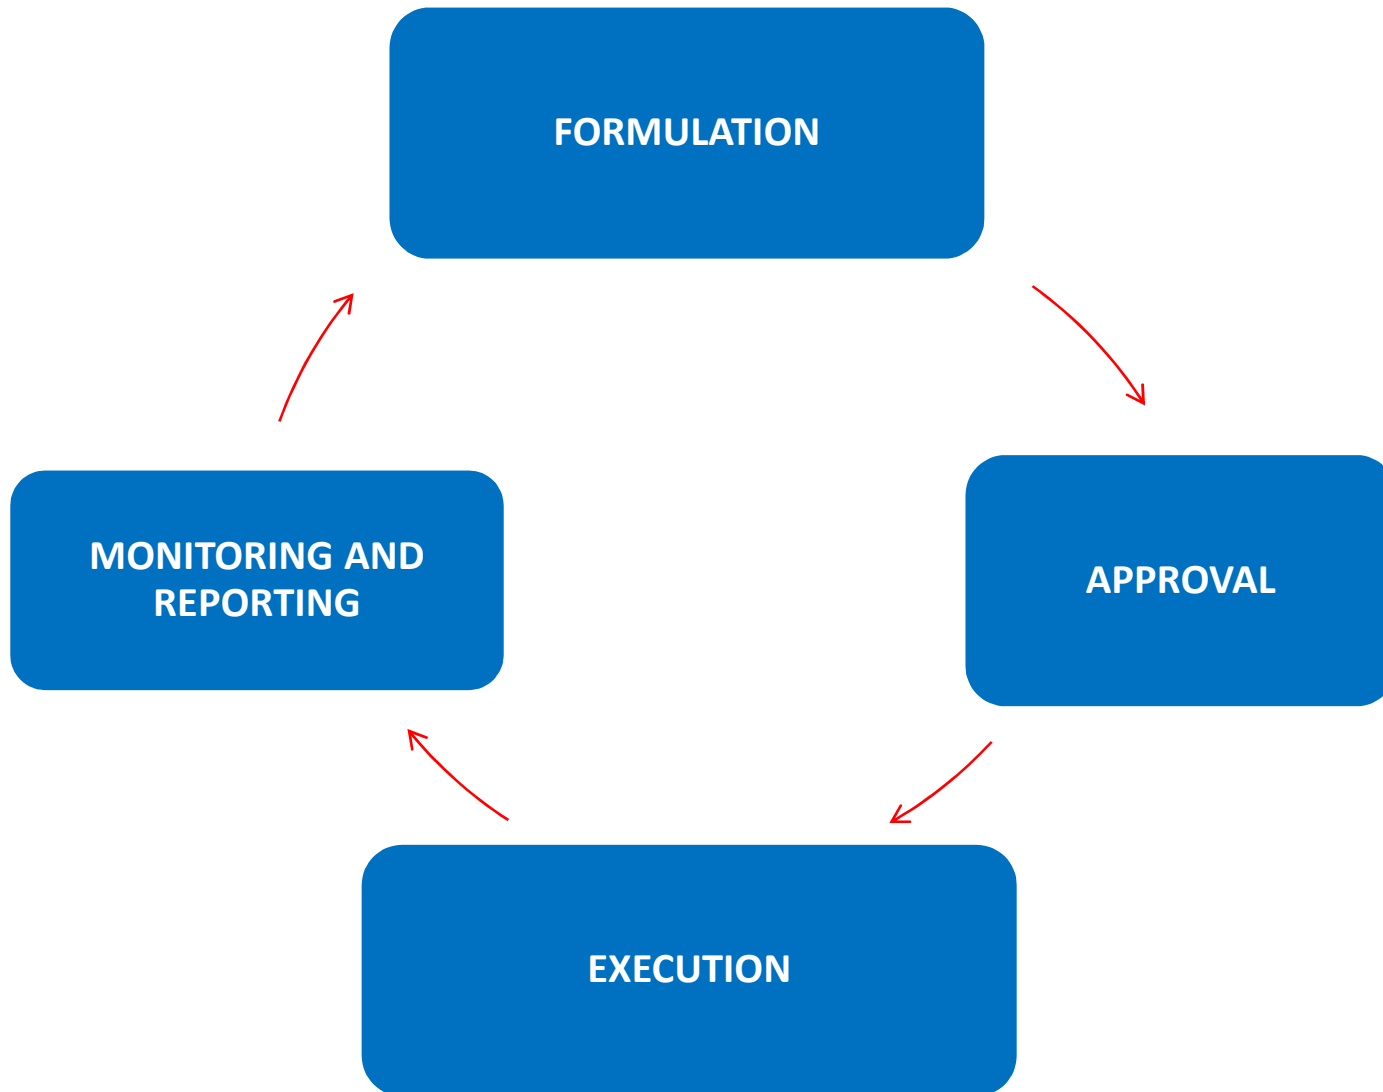 FORMULATION
APPROVAL
EXECUTION
MONITORING AND
REPORTING